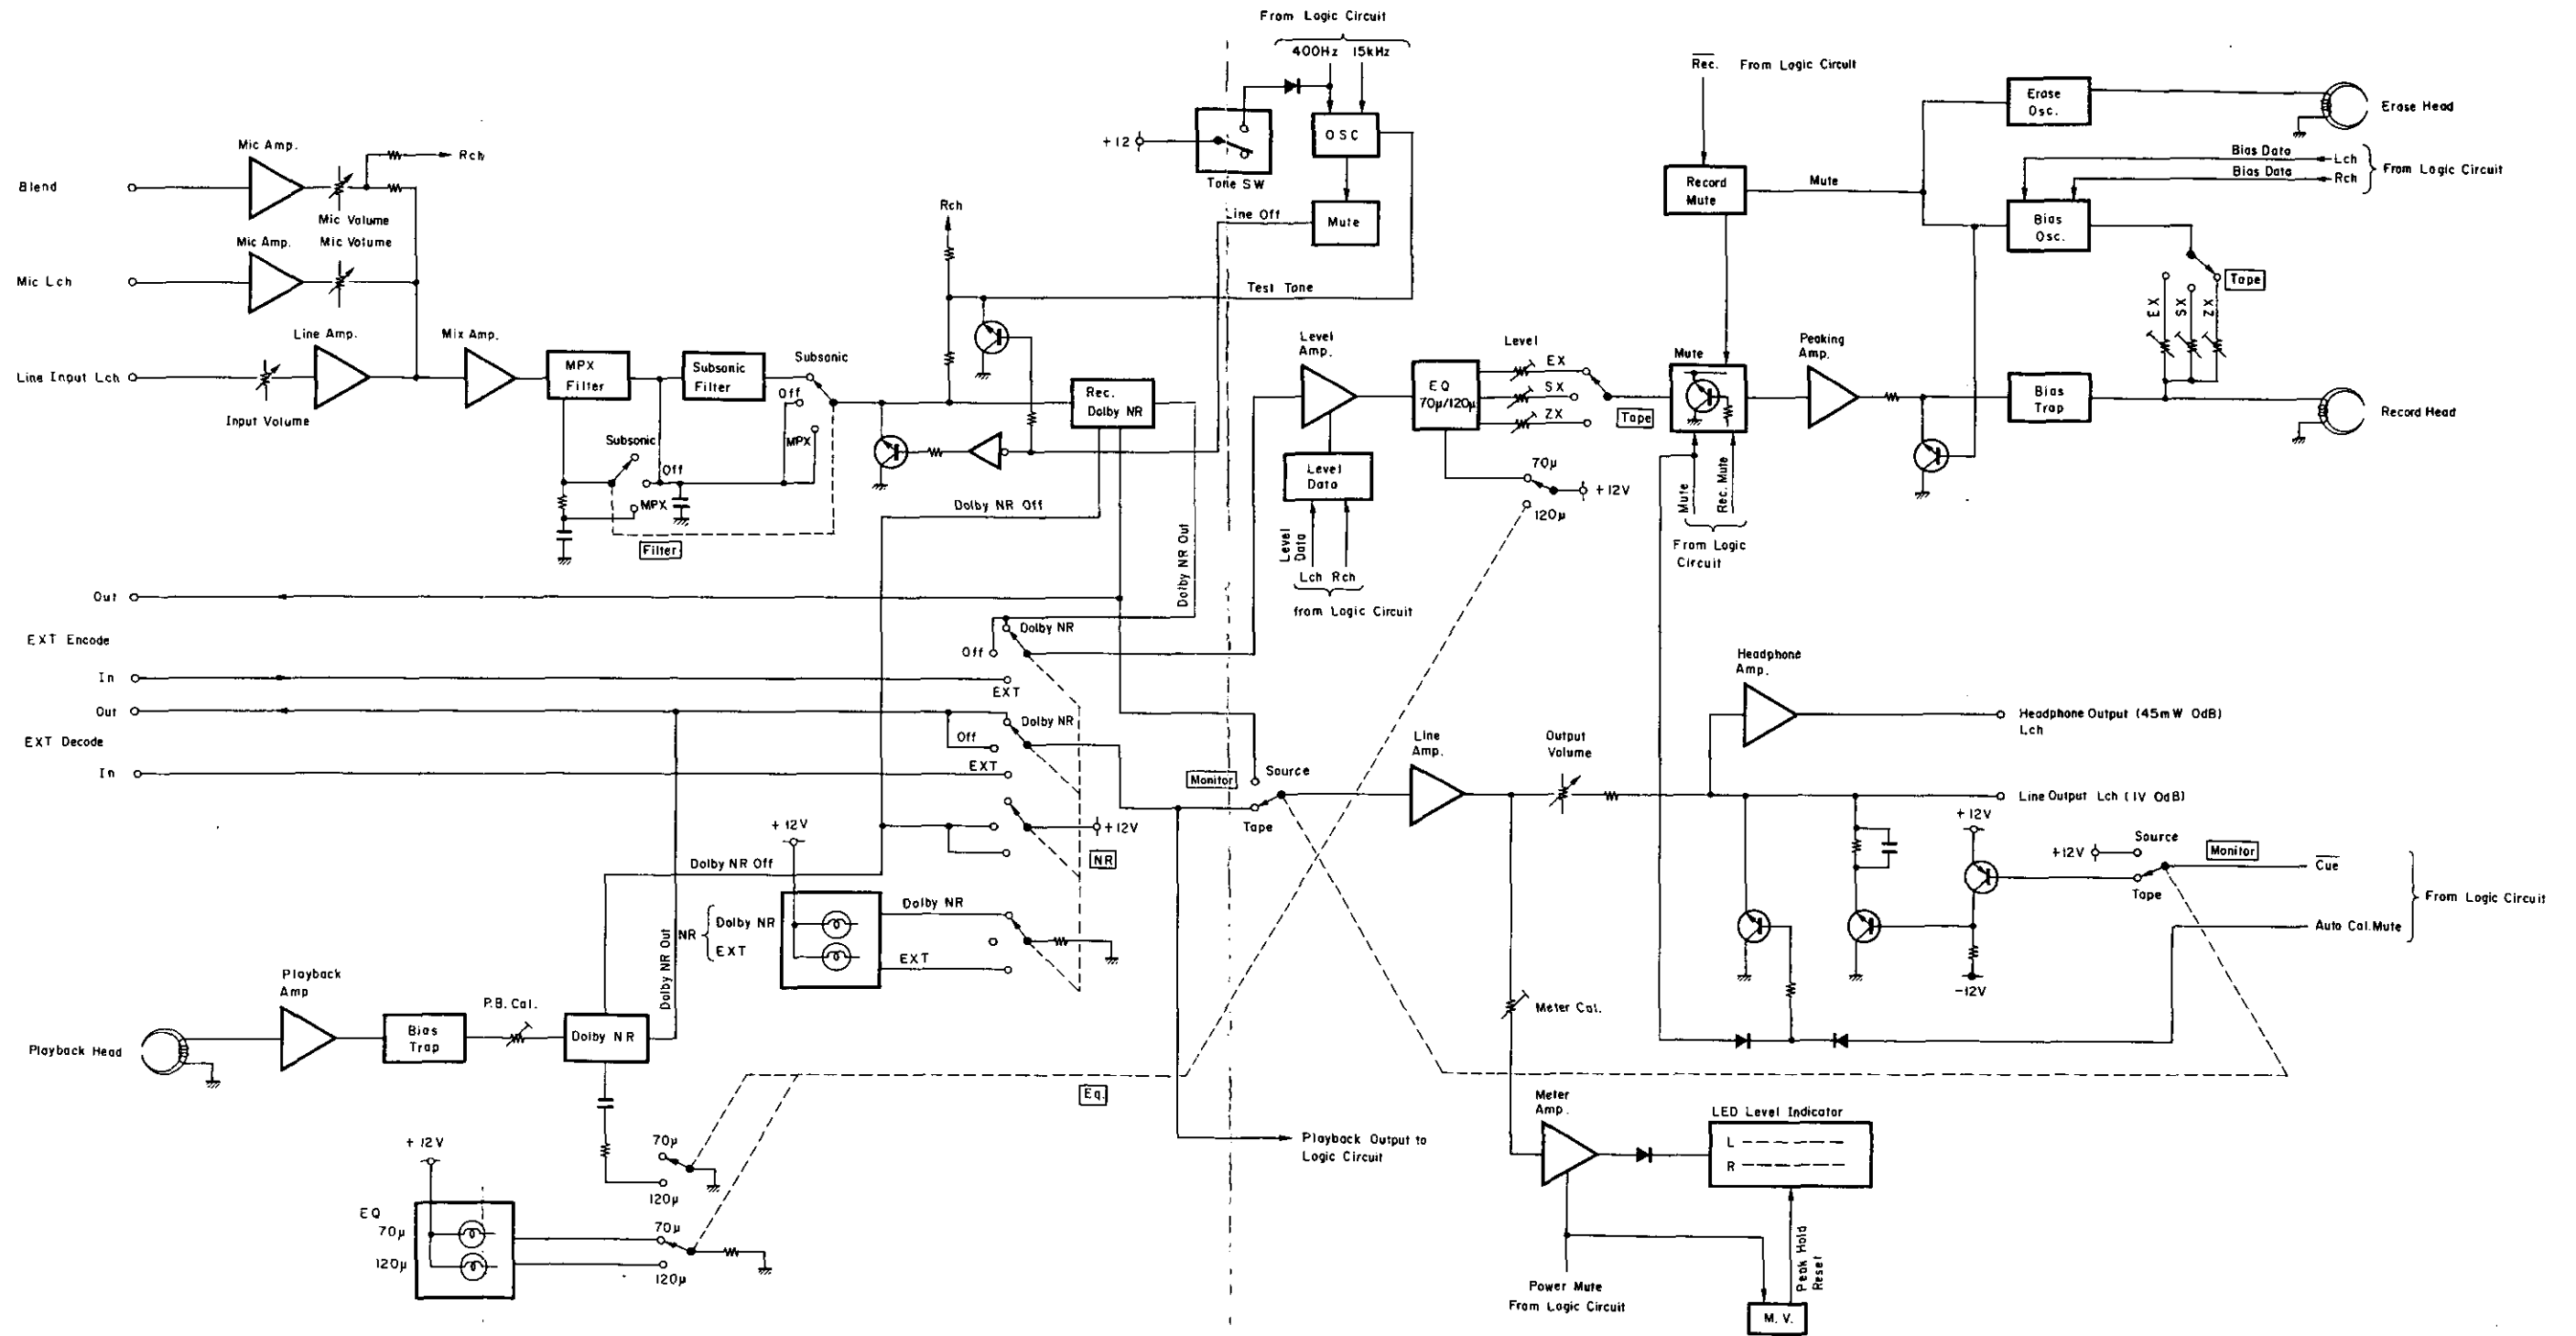 From Logic Circuit
400Hz 15kHz
Rec. From Logic Circuit
Erase Osc.
Erase Head
+12
OSC
Tone SW
Mic Amp.
Rch
Blend
Mic Volume
Bias Data
Lch
Bias Data
Rch
From Logic Circuit
Record Mute
Mute
Rch
Line Off
Mute
Bias Osc.
Mic Amp.
Mic Volume
Mic Lch
Test Tone
Tape
EX
SX
ZX
Line Amp.
Mix Amp.
Line Input Lch
Input Volume
MPX Filter
Subsonic Filter
Subsonic
Off
MPX
Subsonic
Off
MPX
Filter
Rec. Dolby NR
Level Amp.
EQ 70μ/120μ
Level
EX
SX
ZX
Tape
Mute
Peaking Amp.
Bias Trap
Record Head
Level Data
70μ
+12V
120μ
Mute
Rec. Mute
From Logic Circuit
Level Data
Lch Rch
from Logic Circuit
Dolby NR Off
Dolby NR Out
Out
EXT Encode
In
Dolby NR
Off
EXT
Out
EXT Decode
In
Dolby NR
Off
EXT
+12V
NR
Monitor
Source
Tape
Line Amp.
Output Volume
Headphone Amp.
Headphone Output (45mW 0dB)
Lch
Line Output Lch (1V 0dB)
+12V
Source
+12V
Monitor
Tape
Cue
From Logic Circuit
Auto Cal.Mute
-12V
+12V
Dolby NR Off
Dolby NR Out
NR
Dolby NR
EXT
Dolby NR
EXT
Playback Amp
P.B. Cal.
Playback Head
Bias Trap
Dolby NR
Meter Cal.
Eq.
Meter Amp.
LED Level Indicator
L
R
Playback Output to
Logic Circuit
+12V
70μ
120μ
EQ
70μ
120μ
70μ
120μ
Power Mute
From Logic Circuit
Peak Hold
Reset
M. V.